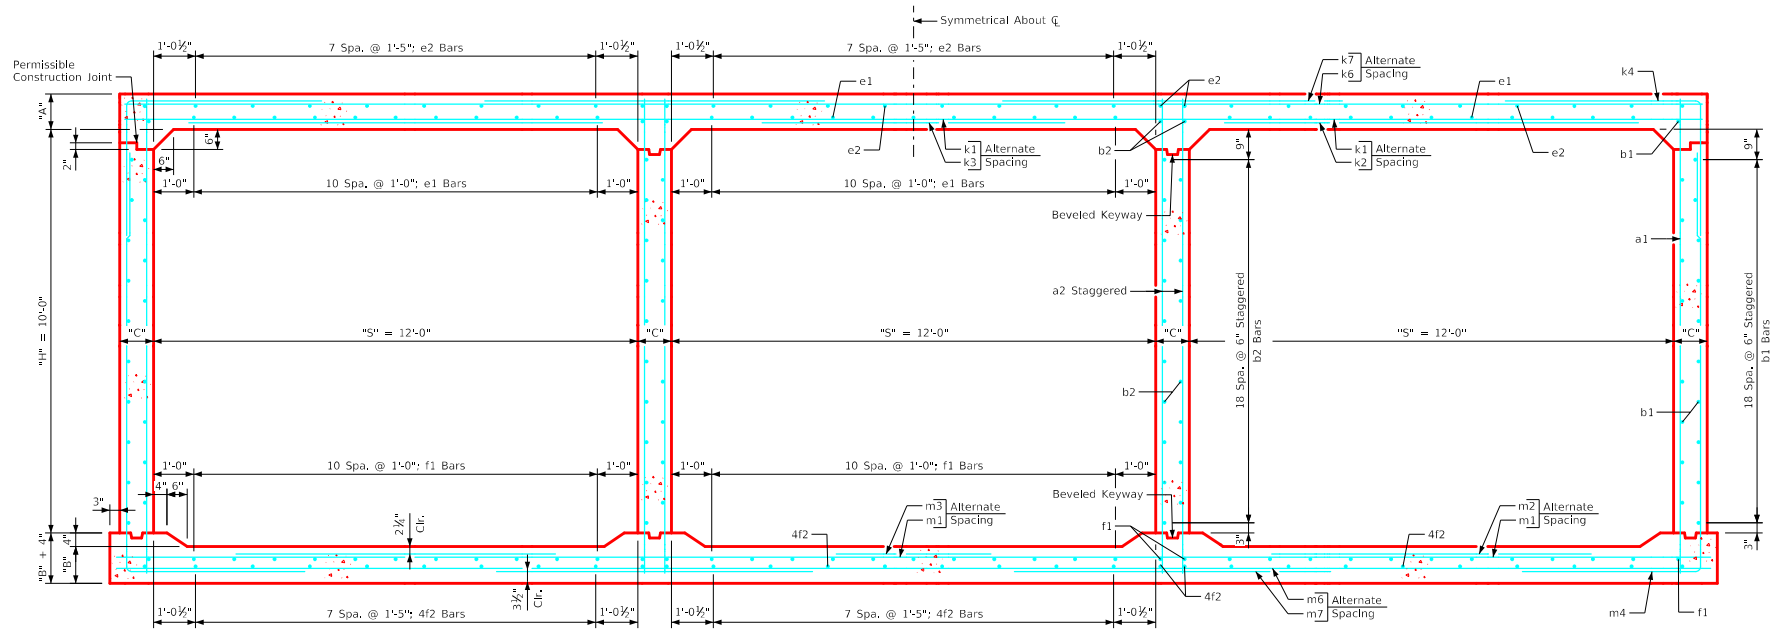 Symmetrical About ℄
1'-0½"
7 Spa. @ 1'-5"; e2 Bars
1'-0½"
1'-0½"
7 Spa. @ 1'-5"; e2 Bars
1'-0½"
Permissible
Construction Joint
k7
k6
Alternate
Spacing
e1
e2
e1
k4
"A"
2"
6"
6"
e2
k1
k3
Alternate
Spacing
b2
k1
k2
Alternate
Spacing
e2
b1
9"
9"
1'-0"
10 Spa. @ 1'-0"; e1 Bars
1'-0"
1'-0"
10 Spa. @ 1'-0"; e1 Bars
1'-0"
Beveled Keyway
a1
a2 Staggered
"H" = 10'-0"
"C"
"S" = 12'-0"
"C"
"S" = 12'-0"
"C"
"S" = 12'-0"
"C"
18 Spa. @ 6" Staggered
b2 Bars
18 Spa. @ 6" Staggered
b1 Bars
b2
b1
1'-0"
10 Spa. @ 1'-0"; f1 Bars
1'-0"
1'-0"
10 Spa. @ 1'-0"; f1 Bars
1'-0"
3"
4"
6"
Beveled Keyway
2¼"
Clr.
m3
m1
Alternate
Spacing
f1
m2
m1
Alternate
Spacing
4f2
4f2
"B" + 4"
"B"
4"
3"
3"
3½"
Clr.
4f2
m6
m7
Alternate
Spacing
m4
f1
1'-0½"
7 Spa. @ 1'-5"; 4f2 Bars
1'-0½"
1'-0½"
7 Spa. @ 1'-5"; 4f2 Bars
1'-0½"